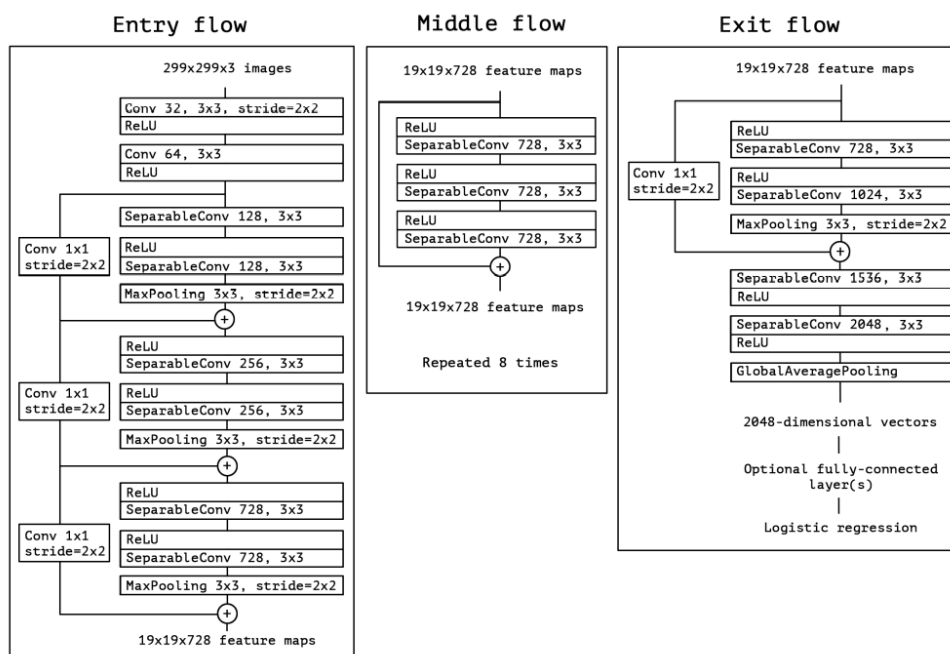 Entry flow
299x299x3 images
Conv 32, 3x3, stride=2x2
ReLU
Conv 64, 3x3
ReLU
SeparableConv 128, 3x3
Conv 1x1
stride=2x2
ReLU
SeparableConv 128, 3x3
MaxPooling 3x3, stride=2x2
+
ReLU
SeparableConv 256, 3x3
Conv 1x1
stride=2x2
ReLU
SeparableConv 256, 3x3
MaxPooling 3x3, stride=2x2
+
ReLU
SeparableConv 728, 3x3
Conv 1x1
stride=2x2
ReLU
SeparableConv 728, 3x3
MaxPooling 3x3, stride=2x2
+
19x19x728 feature maps
Middle flow
19x19x728 feature maps
ReLU
SeparableConv 728, 3x3
ReLU
SeparableConv 728, 3x3
ReLU
SeparableConv 728, 3x3
+
19x19x728 feature maps
Repeated 8 times
Exit flow
19x19x728 feature maps
ReLU
SeparableConv 728, 3x3
Conv 1x1
stride=2x2
ReLU
SeparableConv 1024, 3x3
MaxPooling 3x3, stride=2x2
+
SeparableConv 1536, 3x3
ReLU
SeparableConv 2048, 3x3
ReLU
GlobalAveragePooling
2048-dimensional vectors
Optional fully-connected
layer(s)
Logistic regression